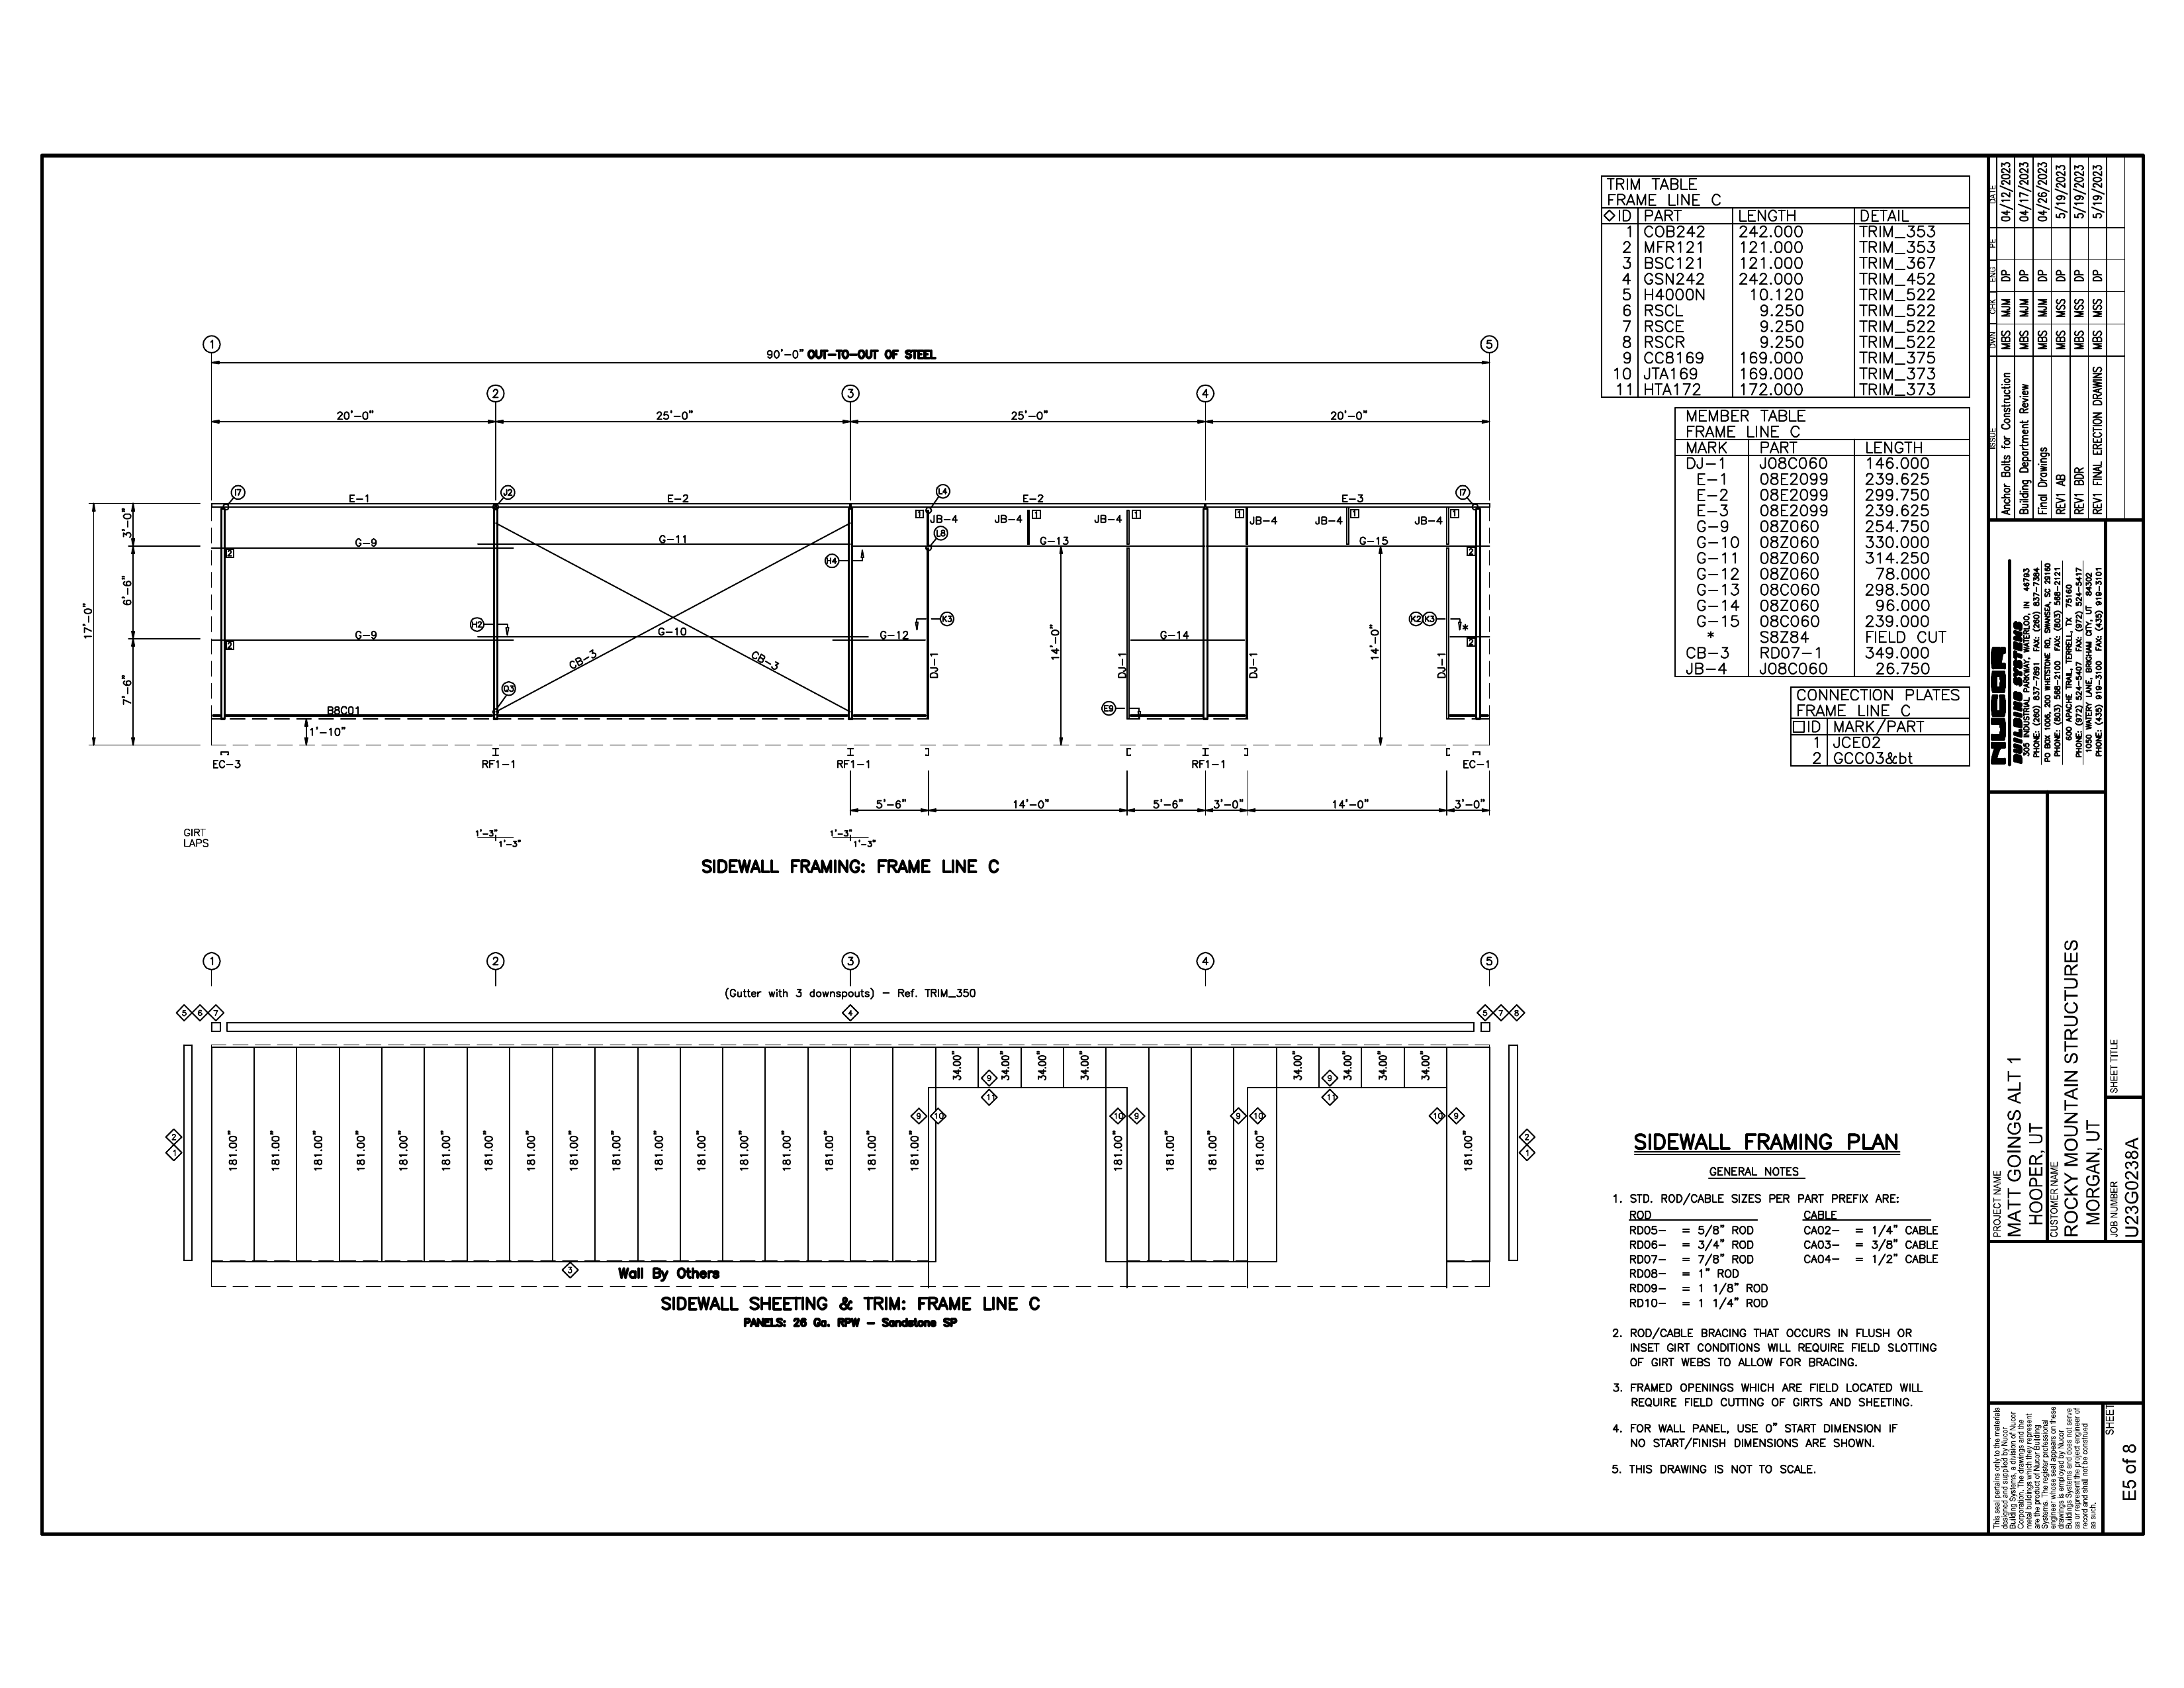 TRIM TABLE
FRAME LINE C
◇ID PART LENGTH DETAIL
1 COB242 242.000 TRIM_353
2 MFR121 121.000 TRIM_353
3 BSC121 121.000 TRIM_367
4 GSN242 242.000 TRIM_452
5 H4000N 10.120 TRIM_522
6 RSCL 9.250 TRIM_522
7 RSCE 9.250 TRIM_522
8 RSCR 9.250 TRIM_522
9 CC8169 169.000 TRIM_375
10 JTA169 169.000 TRIM_373
11 HTA172 172.000 TRIM_373
MEMBER TABLE
FRAME LINE C
MARK PART LENGTH
DJ-1 J08C060 146.000
E-1 08E2099 239.625
E-2 08E2099 299.750
E-3 08E2099 239.625
G-9 08Z060 254.750
G-10 08Z060 330.000
G-11 08Z060 314.250
G-12 08Z060 78.000
G-13 08C060 298.500
G-14 08Z060 96.000
G-15 08C060 239.000
* S8Z84 FIELD CUT
CB-3 RD07-1 349.000
JB-4 J08C060 26.750
CONNECTION PLATES
FRAME LINE C
□ID MARK/PART
1 JCE02
2 GCC03&bt
1 5
90'-0" OUT-TO-OUT OF STEEL
2 3 4
20'-0" 25'-0" 25'-0" 20'-0"
I7 J2 L4 I7
E-1 E-2 E-2 E-3
1 JB-4 JB-4 1 JB-4 1 1 JB-4 JB-4 1 JB-4 1
3'-0" L8
G-9 G-11 G-13 G-15
2 H4 2
17'-0" 6'-6"
H2 K3 K2 K3 *
G-9 G-10 G-12 G-14
2 14'-0" 14'-0" 2
CB-3 CB-3 DJ-1 DJ-1 DJ-1 DJ-1
7'-6" O3
B8C01 E9
1'-10"
EC-3 RF1-1 RF1-1 RF1-1 EC-1
5'-6" 14'-0" 5'-6" 3'-0" 14'-0" 3'-0"
GIRT
LAPS
1'-3" 1'-3" 1'-3" 1'-3"
SIDEWALL FRAMING: FRAME LINE C
1 2 3 4 5
(Gutter with 3 downspouts) - Ref. TRIM_350
5 6 7 4 5 7 8
34.00" 34.00" 34.00" 34.00" 34.00" 34.00" 34.00" 34.00"
9 9
11 11
9 10 10 9 9 10 10 9
2 2
1 1
181.00" 181.00" 181.00" 181.00" 181.00" 181.00" 181.00" 181.00" 181.00" 181.00" 181.00" 181.00" 181.00" 181.00" 181.00" 181.00" 181.00" 181.00" 181.00" 181.00" 181.00" 181.00"
3 Wall By Others
SIDEWALL SHEETING & TRIM: FRAME LINE C
PANELS: 26 Ga. RPW - Sandstone SP
SIDEWALL FRAMING PLAN
GENERAL NOTES
1. STD. ROD/CABLE SIZES PER PART PREFIX ARE:
ROD CABLE
RD05- = 5/8" ROD CA02- = 1/4" CABLE
RD06- = 3/4" ROD CA03- = 3/8" CABLE
RD07- = 7/8" ROD CA04- = 1/2" CABLE
RD08- = 1" ROD
RD09- = 1 1/8" ROD
RD10- = 1 1/4" ROD
2. ROD/CABLE BRACING THAT OCCURS IN FLUSH OR
INSET GIRT CONDITIONS WILL REQUIRE FIELD SLOTTING
OF GIRT WEBS TO ALLOW FOR BRACING.
3. FRAMED OPENINGS WHICH ARE FIELD LOCATED WILL
REQUIRE FIELD CUTTING OF GIRTS AND SHEETING.
4. FOR WALL PANEL, USE 0" START DIMENSION IF
NO START/FINISH DIMENSIONS ARE SHOWN.
5. THIS DRAWING IS NOT TO SCALE.
ISSUE DWN CHK ENG PE DATE
Anchor Bolts for Construction MBS MJM DP 04/12/2023
Building Department Review MBS MJM DP 04/17/2023
Final Drawings MBS MJM DP 04/26/2023
REV1 AB MBS MSS DP 5/19/2023
REV1 BDR MBS MSS DP 5/19/2023
REV1 FINAL ERECTION DRAWINS MBS MSS DP 5/19/2023
NUCOR
BUILDING SYSTEMS
305 INDUSTRIAL PARKWAY, WATERLOO, IN 46793
PHONE: (260) 837-7891 FAX: (260) 837-7384
PO BOX 1006, 200 WHETSTONE RD, SWANSEA, SC 29160
PHONE: (803) 568-2100 FAX: (803) 568-2121
600 APACHE TRAIL, TERRELL, TX 75160
PHONE: (972) 524-5407 FAX: (972) 524-5417
1050 WATERY LANE, BRIGHAM CITY, UT 84302
PHONE: (435) 919-3100 FAX: (435) 919-3101
PROJECT NAME
MATT GOINGS ALT 1
HOOPER, UT
CUSTOMER NAME
ROCKY MOUNTAIN STRUCTURES
MORGAN, UT
SHEET TITLE
JOB NUMBER
U23G0238A
This seal pertains only to the materials
designed and supplied by Nucor
Building Systems, a division of Nucor
Corporation. The drawings and the
metal buildings which they represent
are the product of Nucor Building
Systems. The register professional
engineer whose seal appears on these
drawings is employed by Nucor
Buildings Systems and does not serve
as or represent the project engineer of
record and shall not be construed
as such.
SHEET
E5 of 8